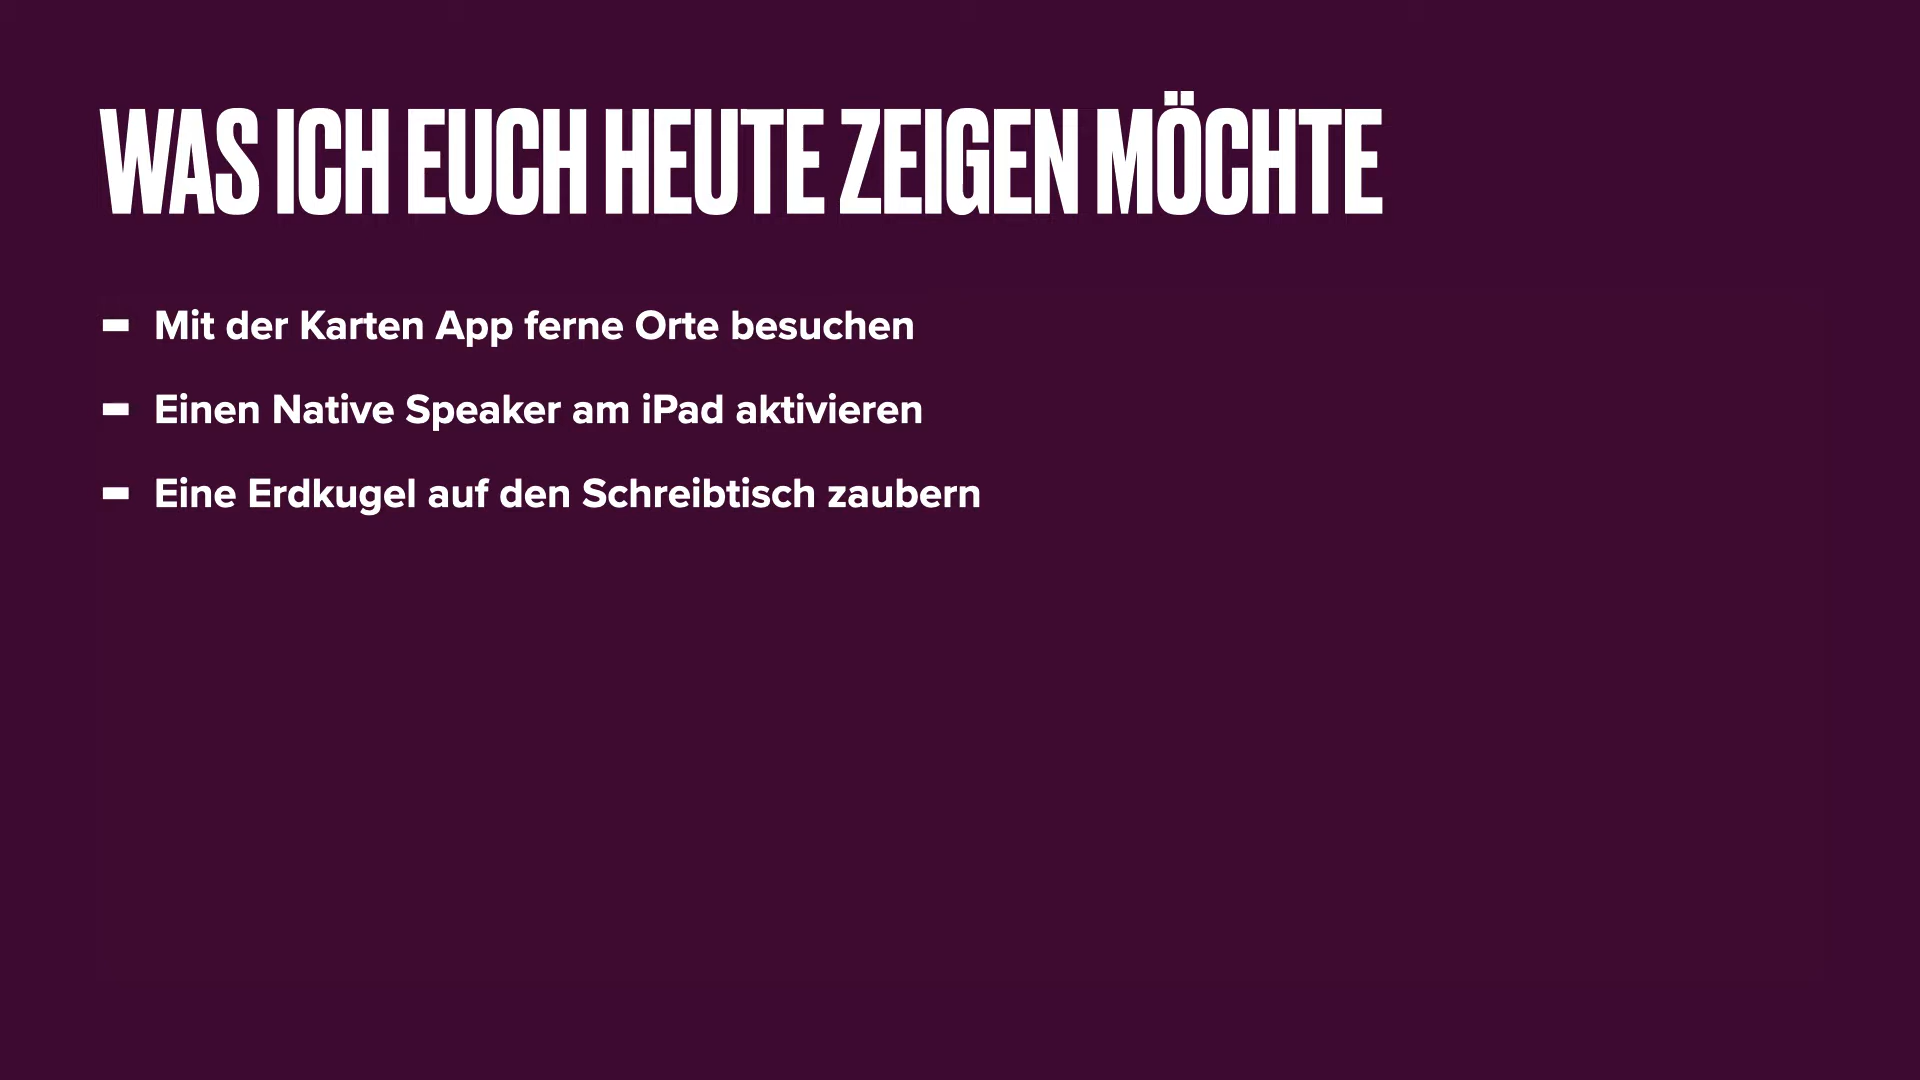 WAS ICH EUCH HEUTE ZEIGEN MÖCHTE
- Mit der Karten App ferne Orte besuchen
- Einen Native Speaker am iPad aktivieren
- Eine Erdkugel auf den Schreibtisch zaubern